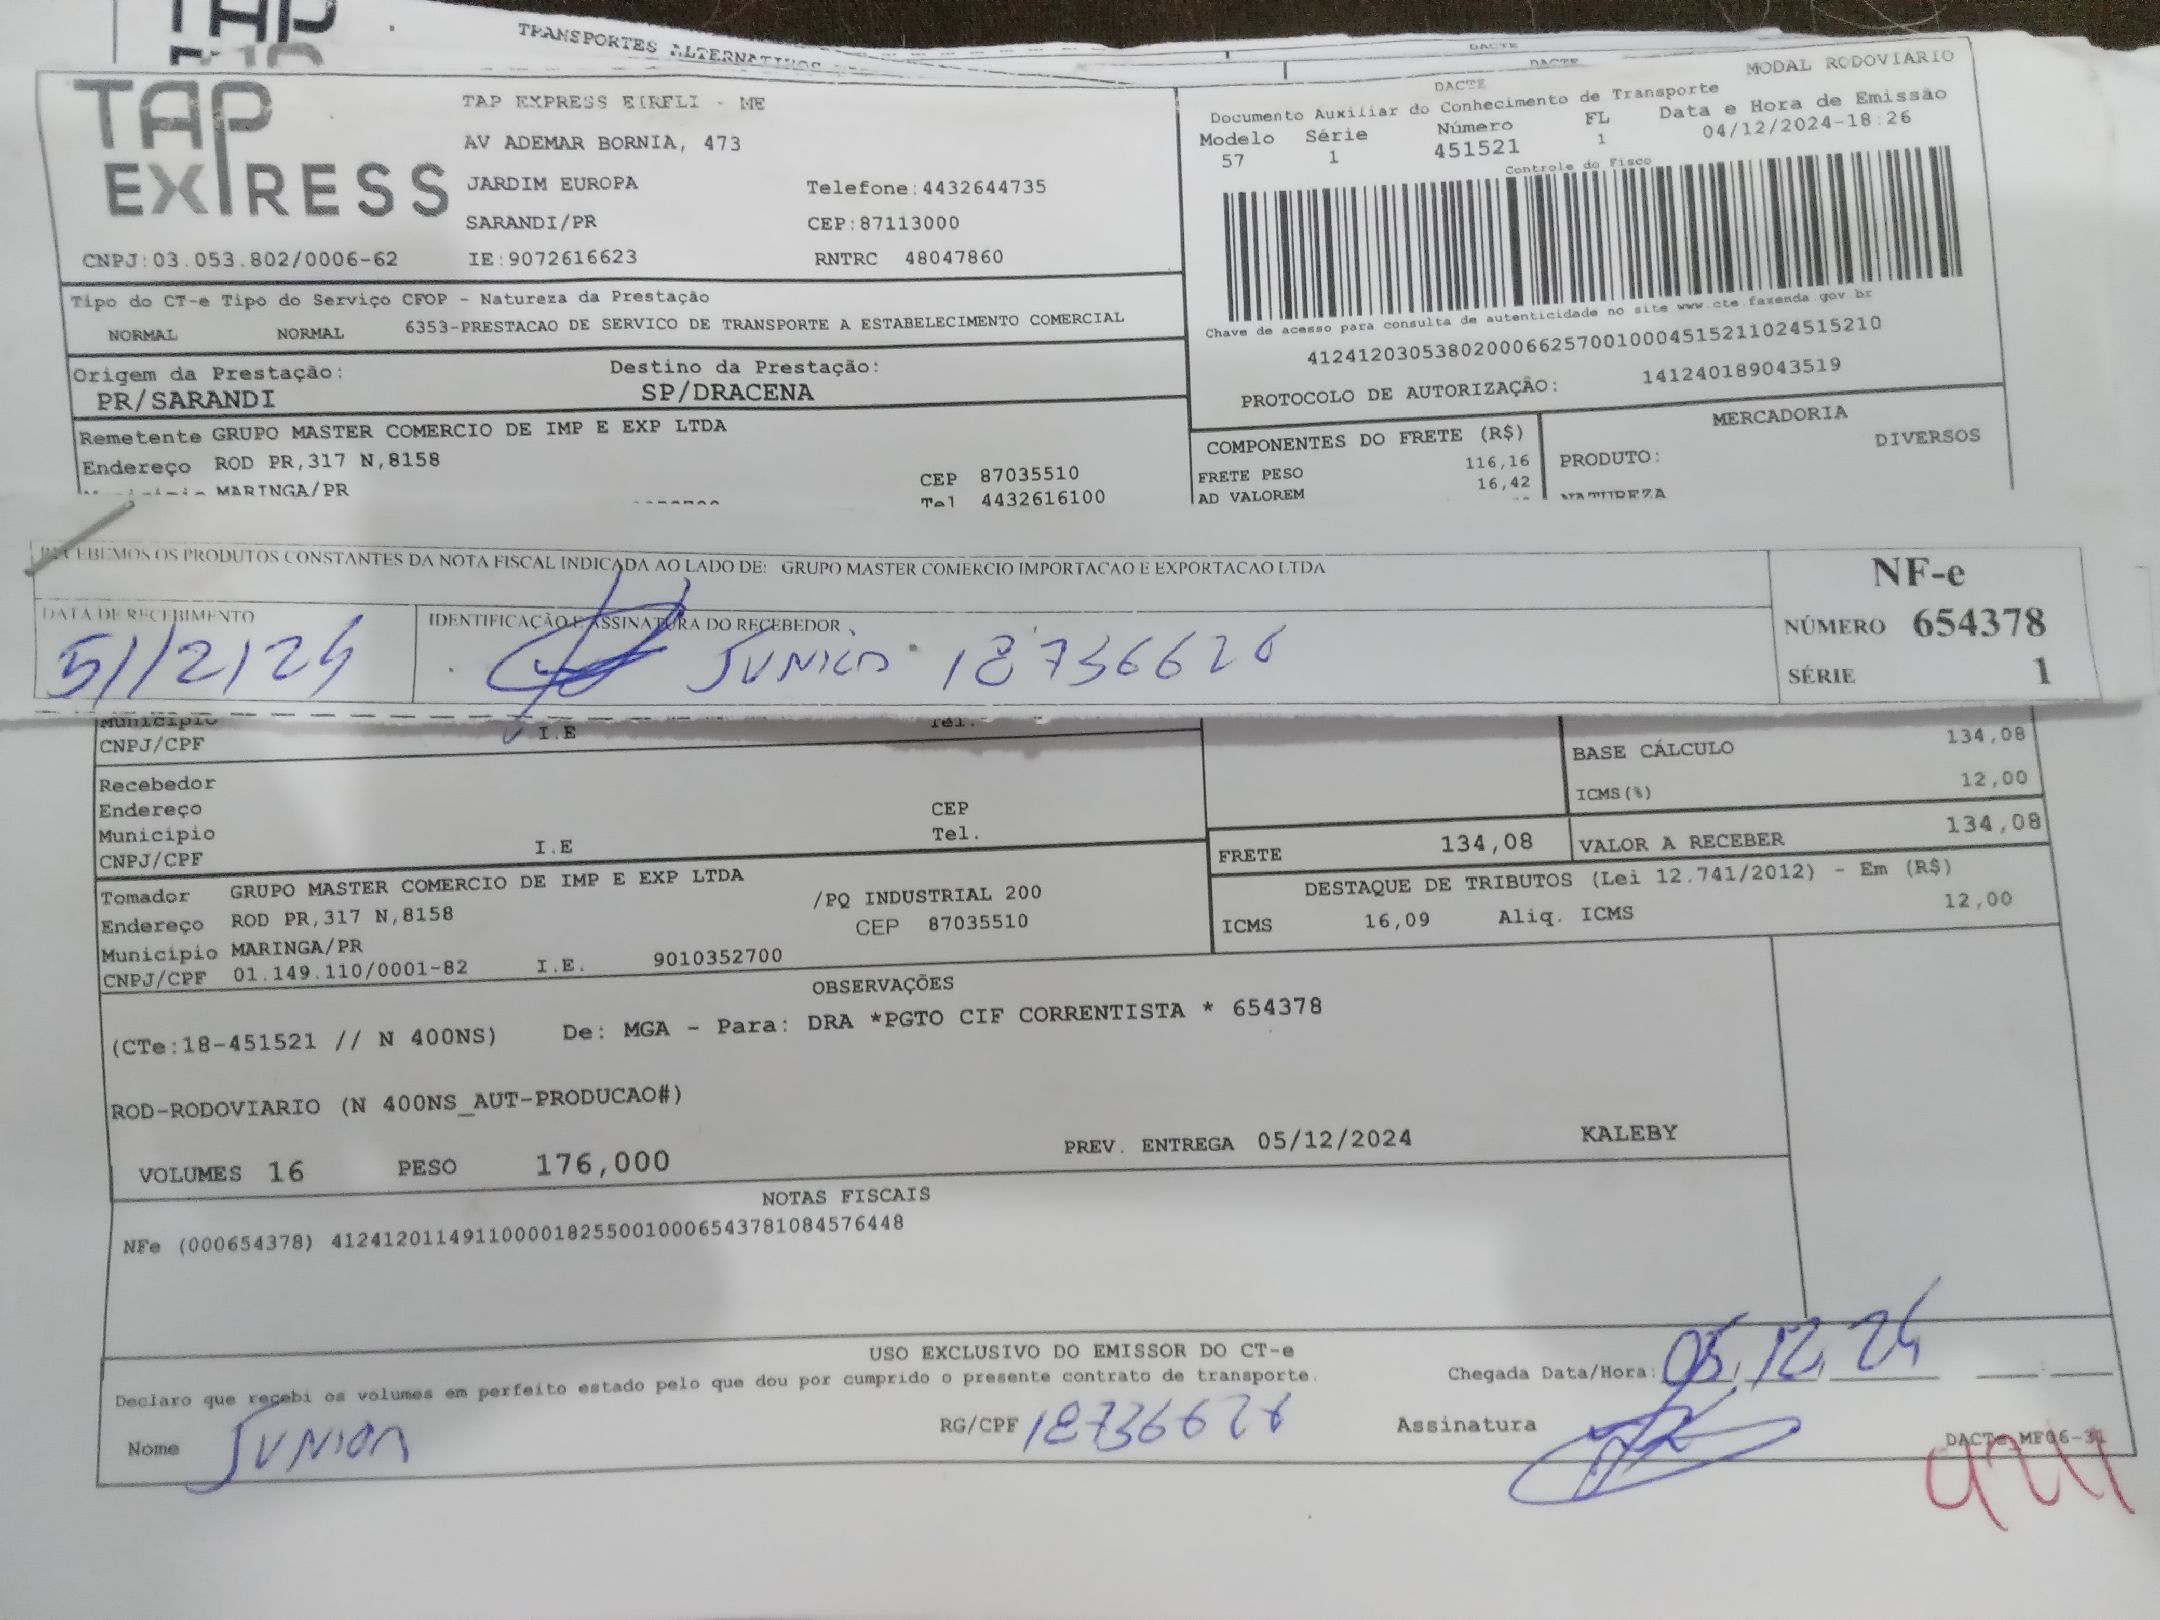 TRANSPORTES ALTERNATIVOS
DACTE
DACTE
TAP EXPRESS
TAP EXPRESS EIRELI - ME
AV ADEMAR BORNIA, 473
JARDIM EUROPA Telefone:4432644735
SARANDI/PR CEP:87113000
CNPJ:03.053.802/0006-62 IE:9072616623 RNTRC 48047860
DACTE MODAL RODOVIARIO
Documento Auxiliar do Conhecimento de Transporte
Modelo Série Número FL Data e Hora de Emissão
57 1 451521 1 04/12/2024-18:26
Controle do Fisco
Chave de acesso para consulta de autenticidade no site www.cte.fazenda.gov.br
41241203053802000662570010004515211024515210
PROTOCOLO DE AUTORIZAÇÃO: 141240189043519
Tipo do CT-e Tipo do Serviço CFOP - Natureza da Prestação
NORMAL NORMAL 6353-PRESTACAO DE SERVICO DE TRANSPORTE A ESTABELECIMENTO COMERCIAL
Origem da Prestação: Destino da Prestação:
PR/SARANDI SP/DRACENA
Remetente GRUPO MASTER COMERCIO DE IMP E EXP LTDA
Endereço ROD PR,317 N,8158 CEP 87035510
Município MARINGA/PR Tel 4432616100
COMPONENTES DO FRETE (R$) MERCADORIA
FRETE PESO 116,16 PRODUTO: DIVERSOS
AD VALOREM 16,42 NATUREZA
RECEBEMOS OS PRODUTOS CONSTANTES DA NOTA FISCAL INDICADA AO LADO DE: GRUPO MASTER COMERCIO IMPORTACAO E EXPORTACAO LTDA
DATA DE RECEBIMENTO IDENTIFICAÇÃO E ASSINATURA DO RECEBEDOR
5/12/24 JUNIOR 18736626
NF-e
NÚMERO 654378
SÉRIE 1
Município Tel.
CNPJ/CPF I.E
BASE CÁLCULO 134,08
ICMS(%) 12,00
Recebedor
Endereço CEP
Município Tel.
CNPJ/CPF I.E
FRETE 134,08 VALOR A RECEBER 134,08
DESTAQUE DE TRIBUTOS (Lei 12.741/2012) - Em (R$)
ICMS 16,09 Aliq. ICMS 12,00
Tomador GRUPO MASTER COMERCIO DE IMP E EXP LTDA
Endereço ROD PR,317 N,8158 /PQ INDUSTRIAL 200
Município MARINGA/PR CEP 87035510
CNPJ/CPF 01.149.110/0001-82 I.E. 9010352700
OBSERVAÇÕES
(CTe:18-451521 // N 400NS) De: MGA - Para: DRA *PGTO CIF CORRENTISTA * 654378
ROD-RODOVIARIO (N 400NS_AUT-PRODUCAO#)
VOLUMES 16 PESO 176,000 PREV. ENTREGA 05/12/2024 KALEBY
NOTAS FISCAIS
NFe (000654378) 41241201149110000182550010006543781084576448
USO EXCLUSIVO DO EMISSOR DO CT-e
Declaro que recebi os volumes em perfeito estado pelo que dou por cumprido o presente contrato de transporte. Chegada Data/Hora: 05 12 24
Nome JUNIOR RG/CPF 18736626 Assinatura